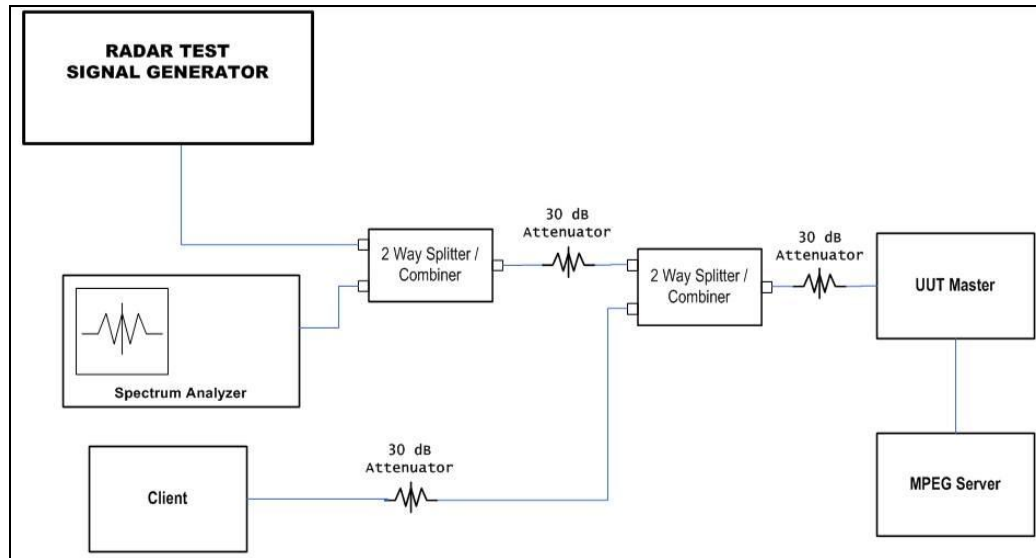 RADAR TEST
SIGNAL GENERATOR
30 dB
Attenuator
30 dB
Attenuator
2 Way Splitter /
Combiner
2 Way Splitter /
Combiner
UUT Master
Spectrum Analyzer
30 dB
Attenuator
Client
MPEG Server